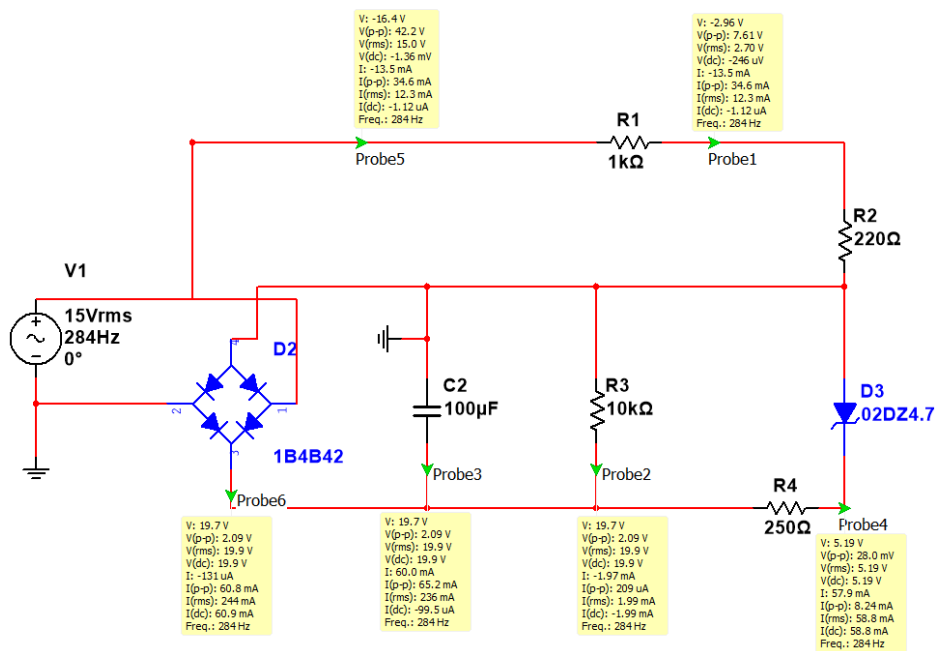 V: -16.4 V
V(p-p): 42.2 V
V(rms): 15.0 V
V(dc): -1.36 mV
I: -13.5 mA
I(p-p): 34.6 mA
I(rms): 12.3 mA
I(dc): -1.12 uA
Freq.: 284 Hz
V: -2.96 V
V(p-p): 7.61 V
V(rms): 2.70 V
V(dc): -246 uV
I: -13.5 mA
I(p-p): 34.6 mA
I(rms): 12.3 mA
I(dc): -1.12 uA
Freq.: 284 Hz
Probe5
R1
1kΩ
Probe1
R2
220Ω
V1
15Vrms
284Hz
0°
D2
4
2
1
3
1B4B42
C2
100µF
R3
10kΩ
D3
02DZ4.7
Probe6
Probe3
Probe2
R4
250Ω
Probe4
V: 19.7 V
V(p-p): 2.09 V
V(rms): 19.9 V
V(dc): 19.9 V
I: -131 uA
I(p-p): 60.8 mA
I(rms): 244 mA
I(dc): 60.9 mA
Freq.: 284 Hz
V: 19.7 V
V(p-p): 2.09 V
V(rms): 19.9 V
V(dc): 19.9 V
I: 60.0 mA
I(p-p): 65.2 mA
I(rms): 236 mA
I(dc): -99.5 uA
Freq.: 284 Hz
V: 19.7 V
V(p-p): 2.09 V
V(rms): 19.9 V
V(dc): 19.9 V
I: -1.97 mA
I(p-p): 209 uA
I(rms): 1.99 mA
I(dc): -1.99 mA
Freq.: 284 Hz
V: 5.19 V
V(p-p): 28.0 mV
V(rms): 5.19 V
V(dc): 5.19 V
I: 57.9 mA
I(p-p): 8.24 mA
I(rms): 58.8 mA
I(dc): 58.8 mA
Freq.: 284 Hz